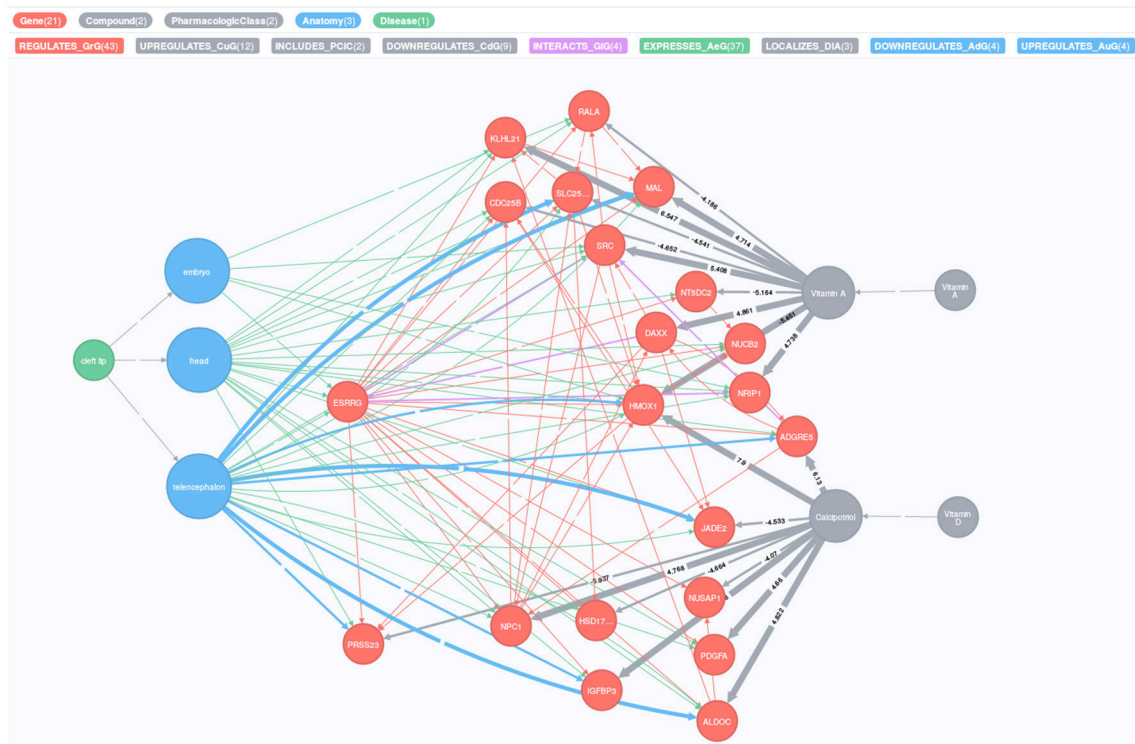 Gene(21) Compound(2) PharmacologicClass(2) Anatomy(3) Disease(1)
REGULATES_GrG(43) UPREGULATES_CuG(12) INCLUDES_PCiC(2) DOWNREGULATES_CdG(9) INTERACTS_GiG(4) EXPRESSES_AeG(37) LOCALIZES_DlA(3) DOWNREGULATES_AdG(4) UPREGULATES_AuG(4)
RALA
KLHL21
SLC25...
MAL
CDC25B
-4.186
6.547
-4.541
4.714
SRC
-4.652
5.408
embryo
NT5DC2
-5.164
Vitamin A
Vitamin
A
4.861
-5.451
DAXX
NUCB2
4.738
cleft lip
head
ESRRG
HMOX1
NRIP1
ADGRE5
7.9
6.13
telencephalon
JADE2
-4.533
Calcipotriol
Vitamin
D
-4.07
-4.664
4.768
-5.937
NUSAP1
4.66
4.822
NPC1
HSD17...
PRSS23
PDGFA
IGFBP3
ALDOC